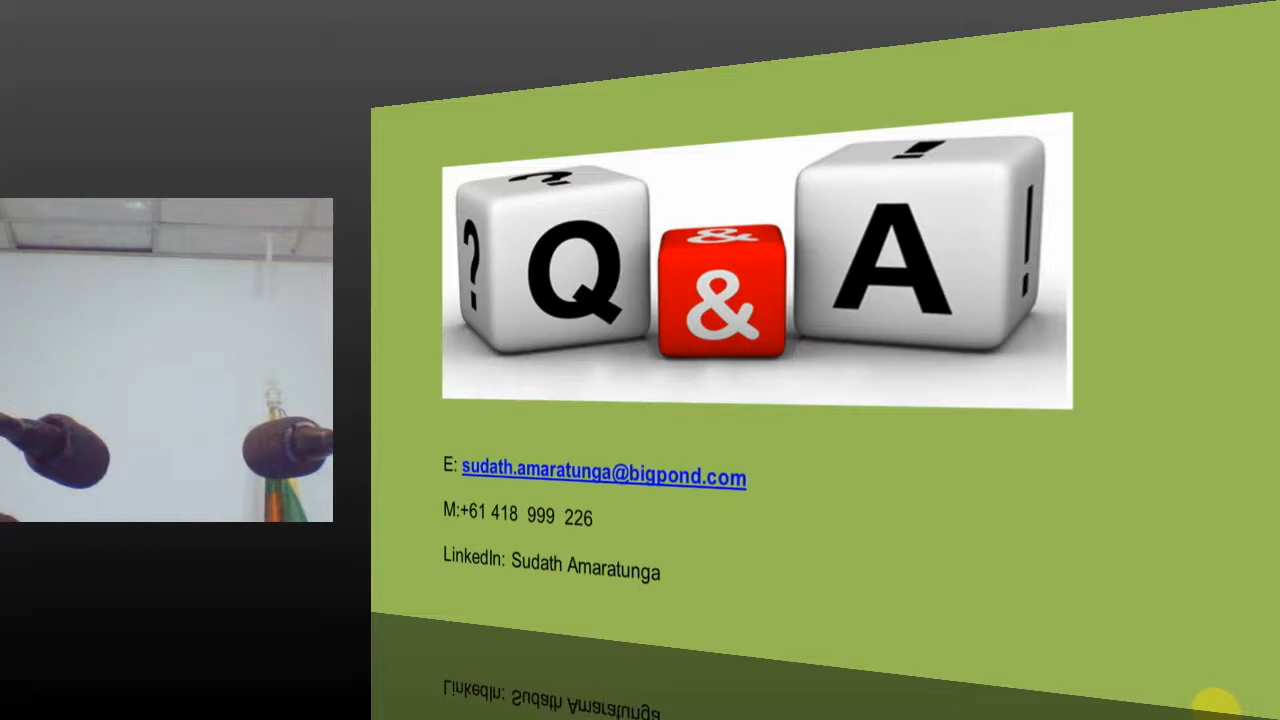 ? Q & A !
? & !
E: sudath.amaratunga@bigpond.com
M:+61 418 999 226
LinkedIn: Sudath Amaratunga
LinkedIn: Sudath Amaratunga